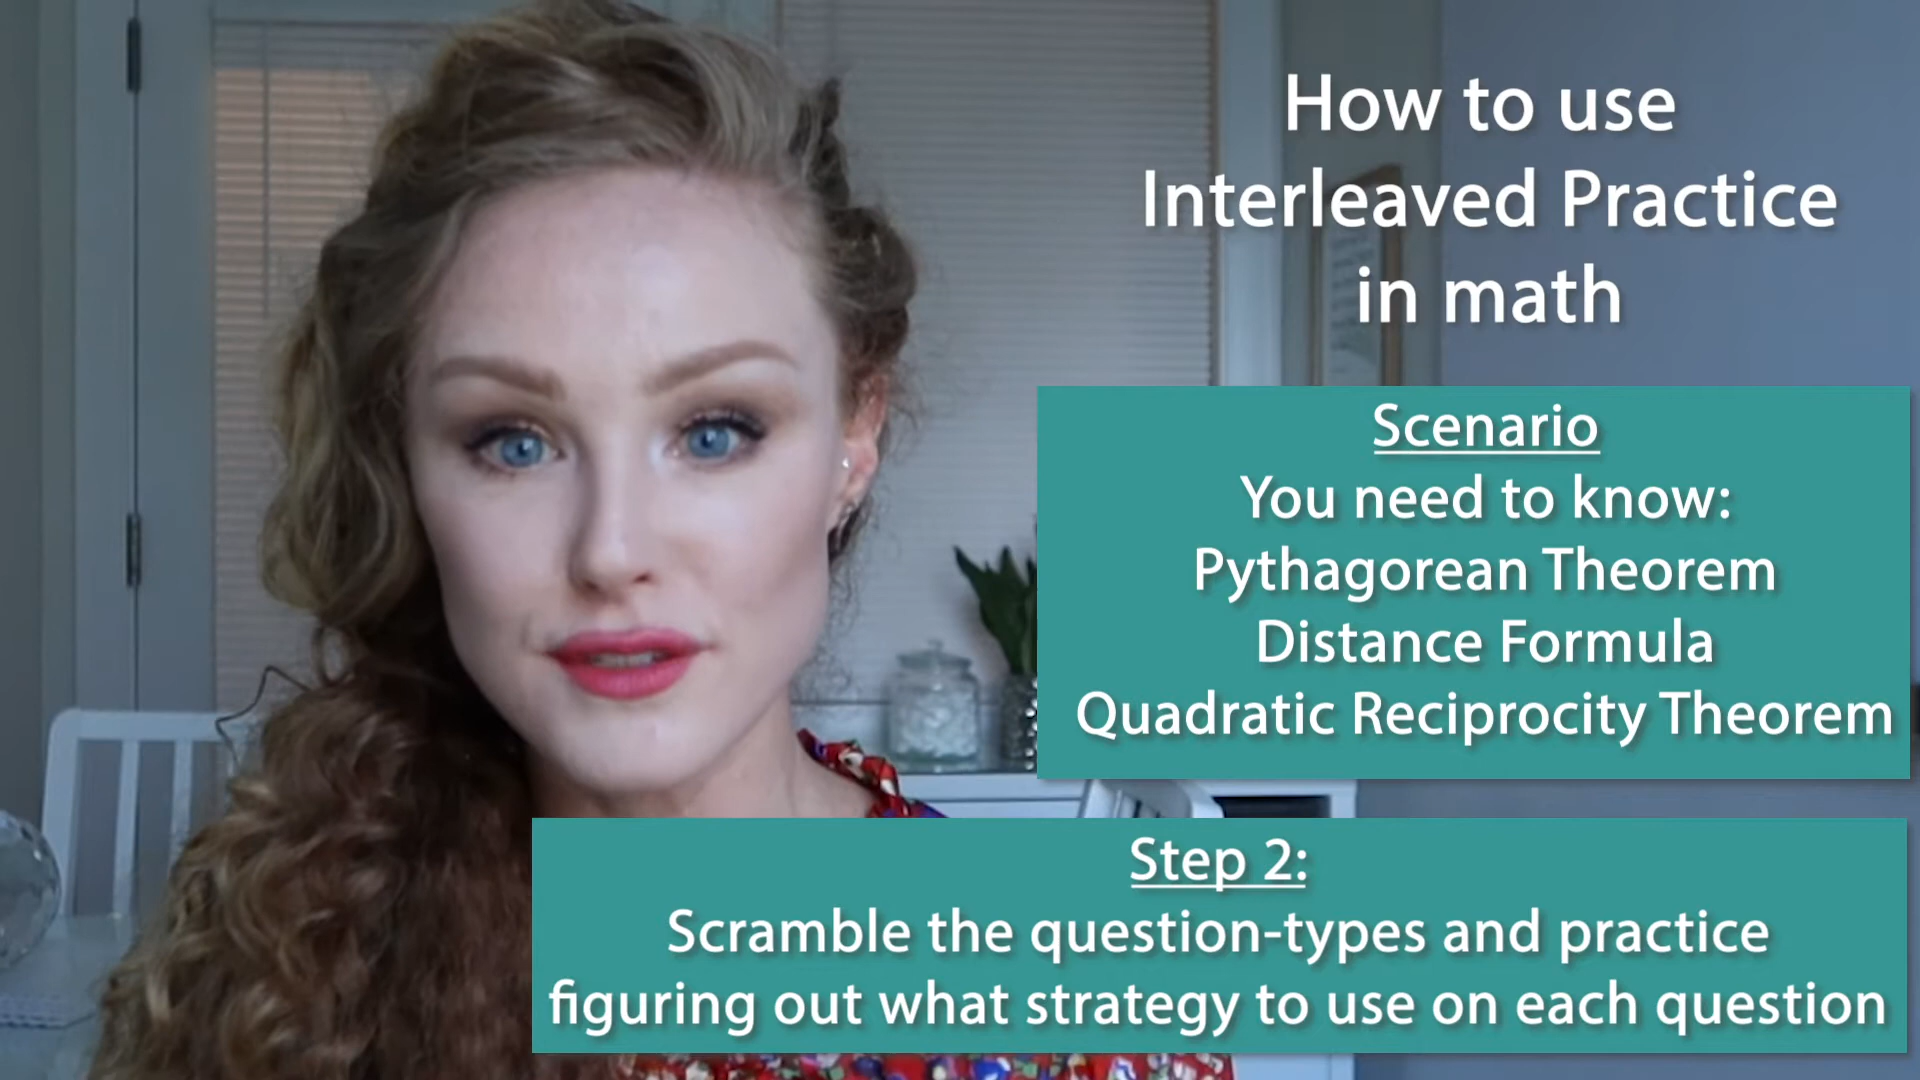 How to use
Interleaved Practice
in math
Scenario
You need to know:
Pythagorean Theorem
Distance Formula
Quadratic Reciprocity Theorem
Step 2:
Scramble the question-types and practice
figuring out what strategy to use on each question